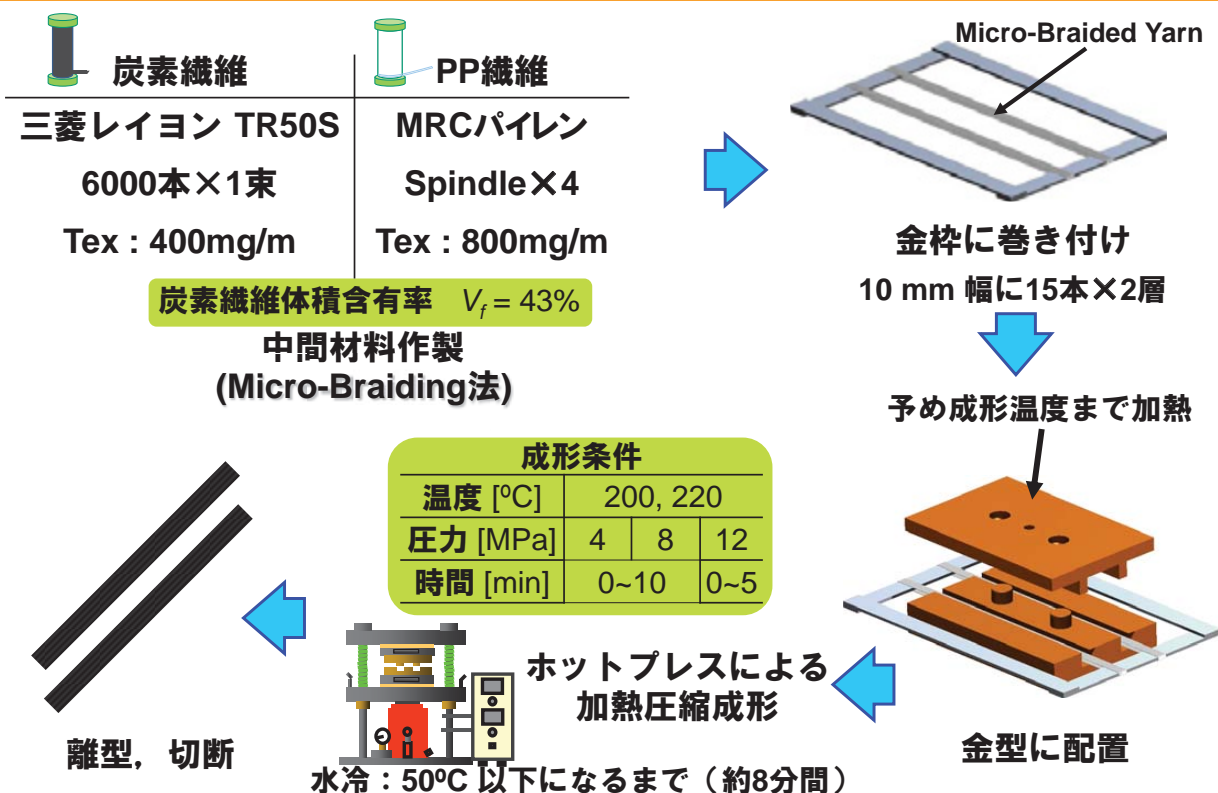 炭素繊維
PP繊維
三菱レイヨン TR50S
MRCパイレン
6000本×1束
Spindle×4
Tex : 400mg/m
Tex : 800mg/m
炭素繊維体積含有率 Vf = 43%
中間材料作製
(Micro-Braiding法)
Micro-Braided Yarn
金枠に巻き付け
10 mm 幅に15本×2層
予め成形温度まで加熱
金型に配置
成形条件
温度 [ºC] 200, 220
圧力 [MPa] 4 8 12
時間 [min] 0~10 0~5
ホットプレスによる
加熱圧縮成形
水冷：50ºC 以下になるまで（約8分間）
離型，切断